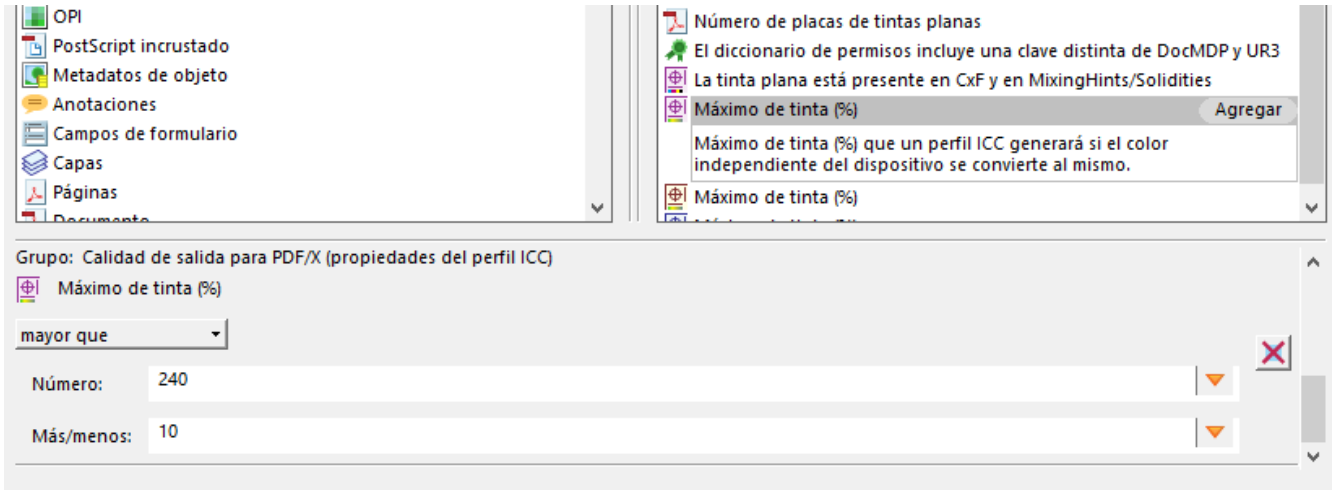 OPI
PostScript incrustado
Metadatos de objeto
Anotaciones
Campos de formulario
Capas
Páginas
Documento
Número de placas de tintas planas
El diccionario de permisos incluye una clave distinta de DocMDP y UR3
La tinta plana está presente en CxF y en MixingHints/Solidities
Máximo de tinta (%) Agregar
Máximo de tinta (%) que un perfil ICC generará si el color
independiente del dispositivo se convierte al mismo.
Máximo de tinta (%)
Grupo: Calidad de salida para PDF/X (propiedades del perfil ICC)
Máximo de tinta (%)
mayor que
Número: 240
Más/menos: 10